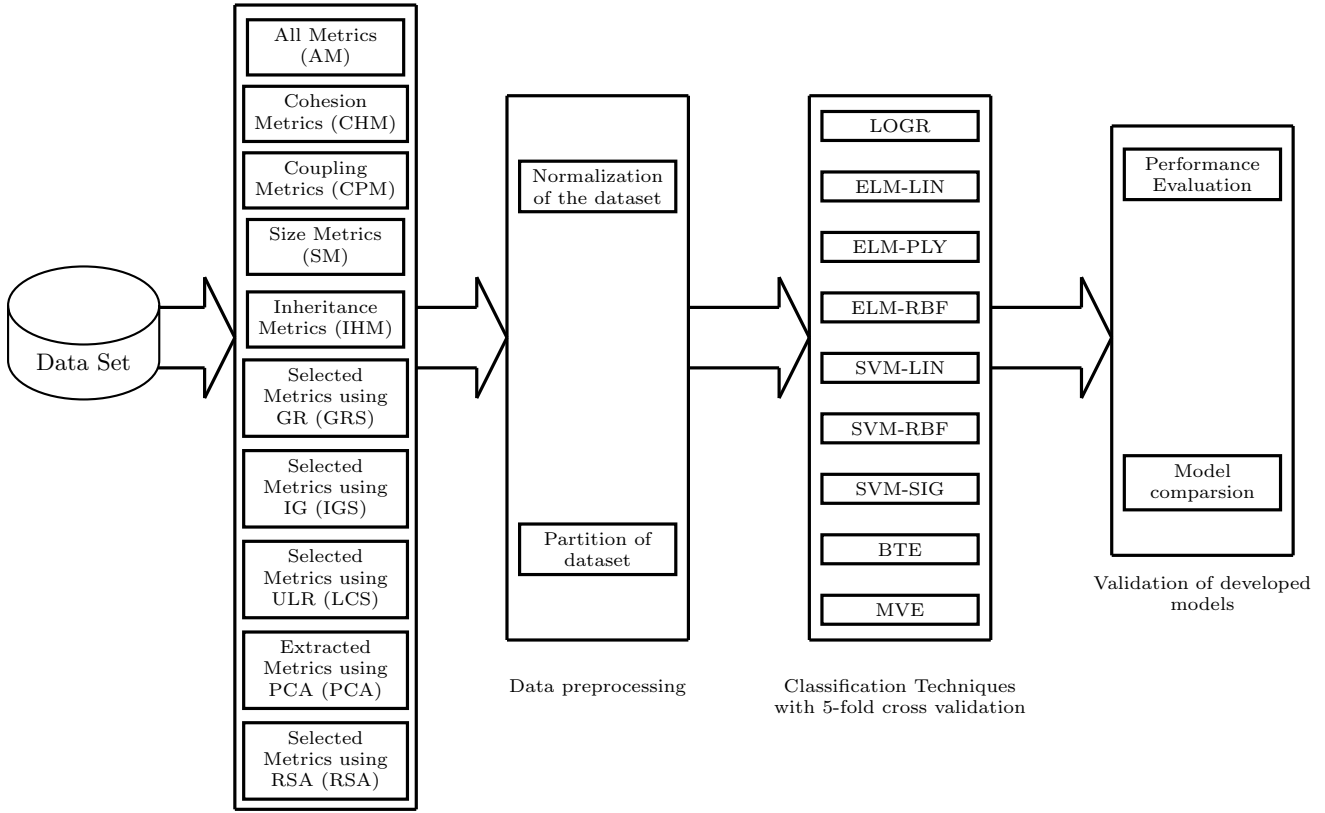 Data Set
All Metrics
(AM)
Cohesion
Metrics (CHM)
Coupling
Metrics (CPM)
Size Metrics
(SM)
Inheritance
Metrics (IHM)
Selected
Metrics using
GR (GRS)
Selected
Metrics using
IG (IGS)
Selected
Metrics using
ULR (LCS)
Extracted
Metrics using
PCA (PCA)
Selected
Metrics using
RSA (RSA)
Normalization
of the dataset
Partition of
dataset
Data preprocessing
LOGR
ELM-LIN
ELM-PLY
ELM-RBF
SVM-LIN
SVM-RBF
SVM-SIG
BTE
MVE
Classification Techniques
with 5-fold cross validation
Performance
Evaluation
Model
comparsion
Validation of developed
models